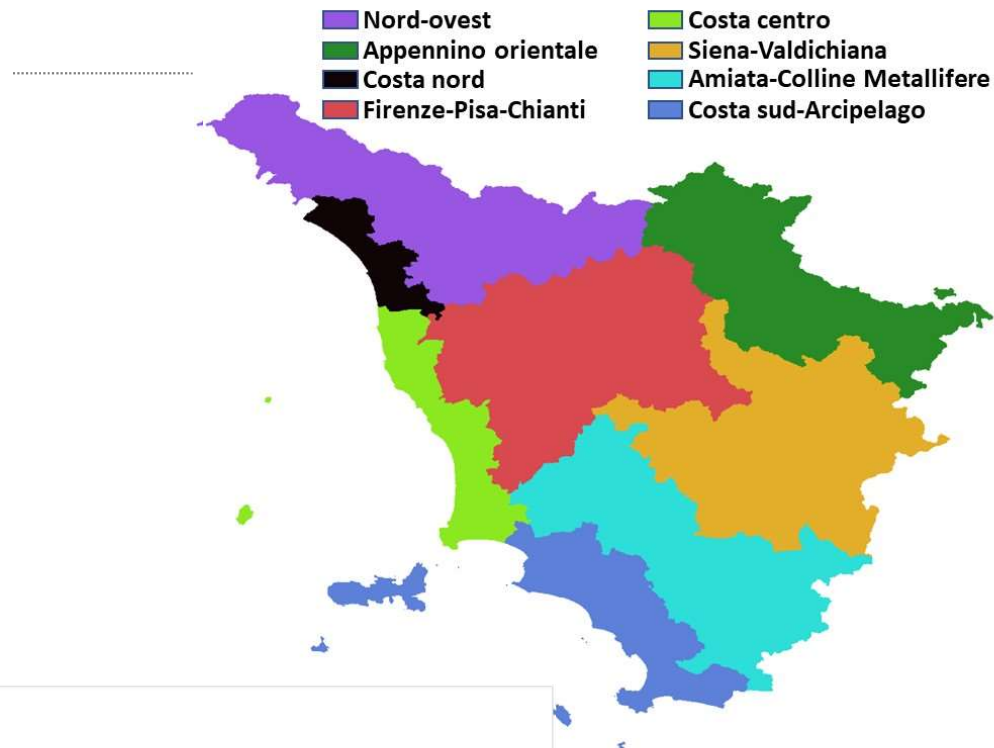 Nord-ovest
Appennino orientale
Costa nord
Firenze-Pisa-Chianti
Costa centro
Siena-Valdichiana
Amiata-Colline Metallifere
Costa sud-Arcipelago